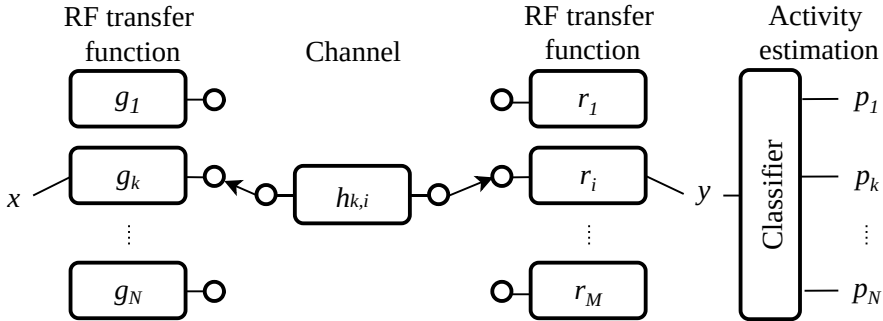 RF transfer
function
Channel
RF transfer
function
Activity
estimation
g1
r1
p1
x
gk
hk,i
ri
y
Classifier
pk
gN
rM
pN